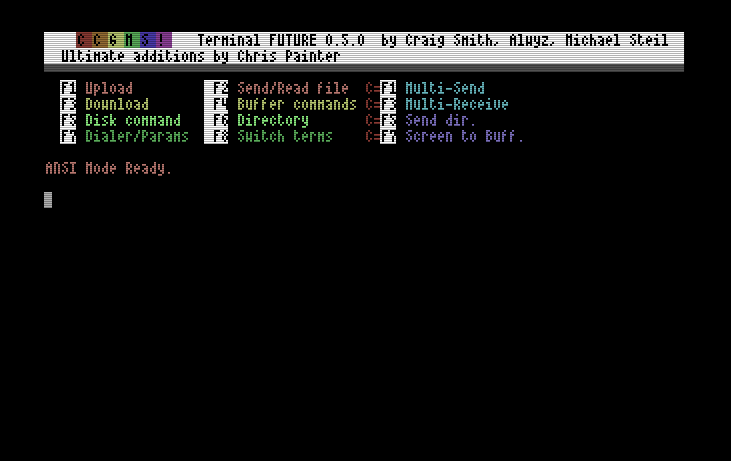 CCGMS! Terminal FUTURE 0.5.0 by Craig Smith, Alwyz, Michael Steil
Ultimate additions by Chris Painter
F1 Upload F2 Send/Read file C=F1 Multi-Send
F3 Download F4 Buffer commands C=F3 Multi-Receive
F5 Disk command F6 Directory C=F5 Send dir.
F7 Dialer/Params F8 Switch terms C=F7 Screen to Buff.
ANSI Mode Ready.